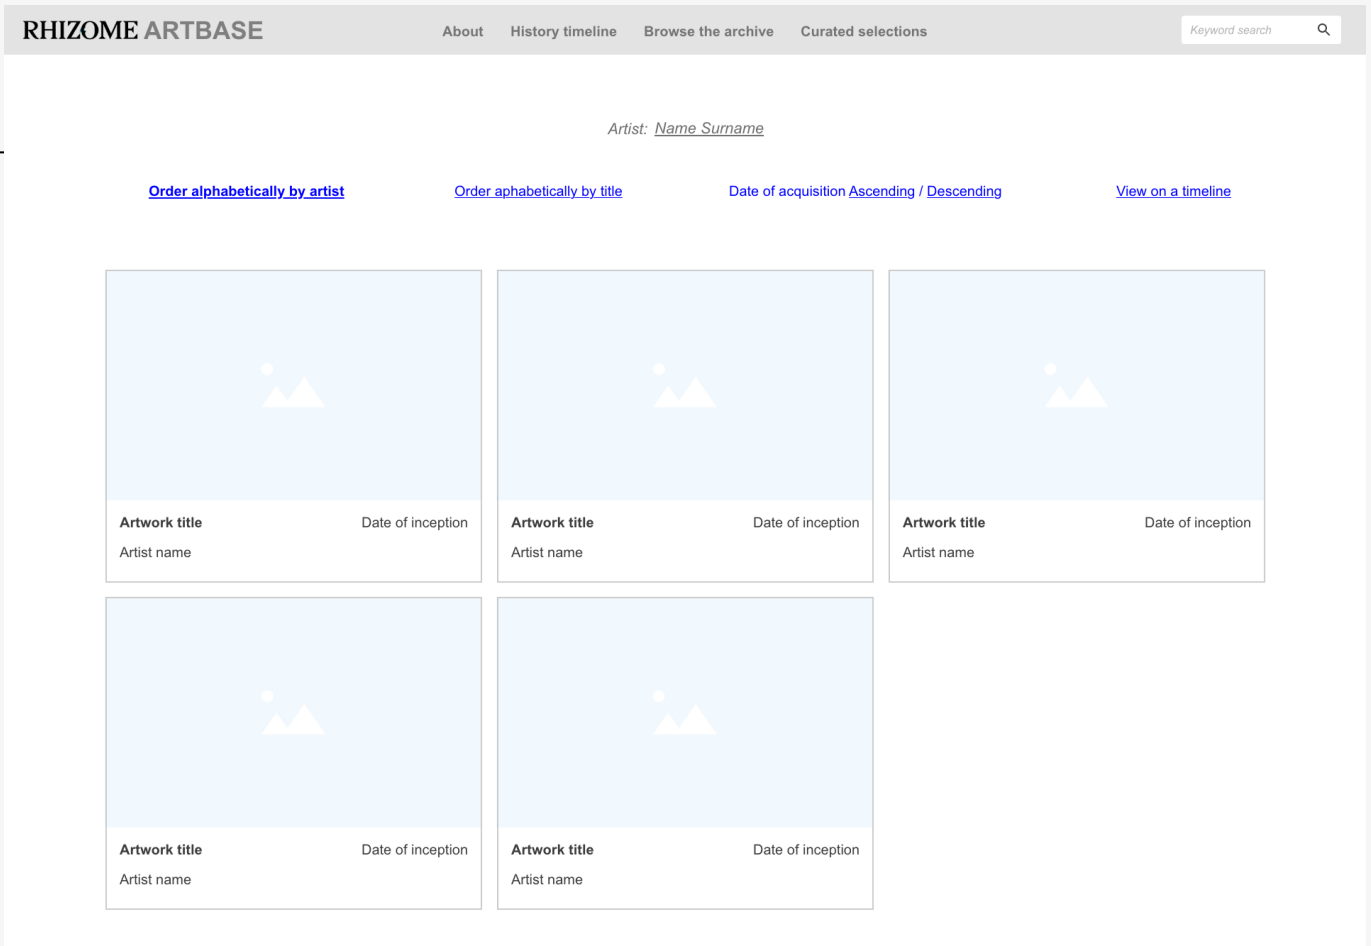 RHIZOME ARTBASE About History timeline Browse the archive Curated selections Keyword search
Artist: Name Surname
Order alphabetically by artist Order aphabetically by title Date of acquisition Ascending / Descending View on a timeline
Artwork title Date of inception Artwork title Date of inception Artwork title Date of inception
Artist name Artist name Artist name
Artwork title Date of inception Artwork title Date of inception
Artist name Artist name